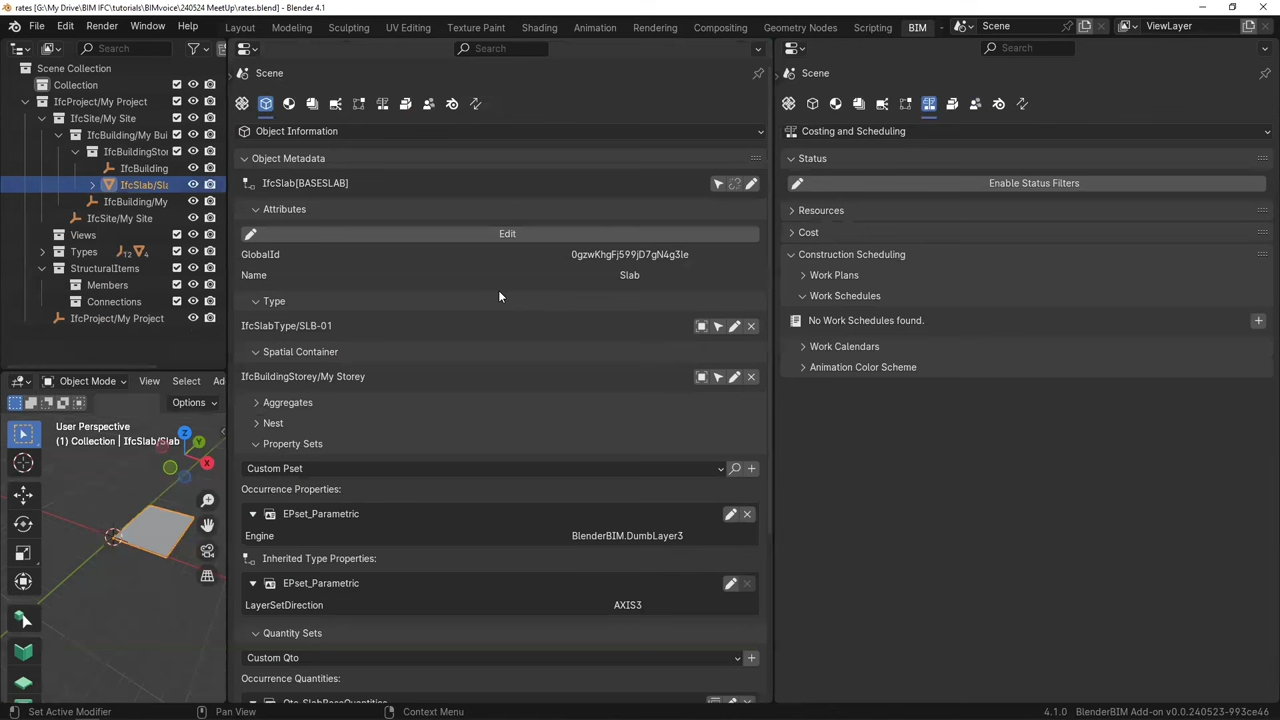 rates [G:\My Drive\BIM IFC\tutorials\BIMvoice\240524 MeetUp\rates.blend] - Blender 4.1
File Edit Render Window Help
Layout Modeling Sculpting UV Editing Texture Paint Shading Animation Rendering Compositing Geometry Nodes Scripting BIM
Scene
ViewLayer
Search
Search
Search
Scene Collection
Collection
IfcProject/My Project
IfcSite/My Site
IfcBuilding/My Bui
IfcBuildingStor
IfcBuilding
IfcSlab/Sla
IfcBuilding/My
IfcSite/My Site
Views
Types 12 4
StructuralItems
Members
Connections
IfcProject/My Project
Object Mode View Select Ad
Options
User Perspective
(1) Collection | IfcSlab/Slab
Z
Y
X
Scene
Object Information
Object Metadata
IfcSlab[BASESLAB]
Attributes
Edit
GlobalId 0gzwKhgFj599jD7gN4g3le
Name Slab
Type
IfcSlabType/SLB-01
Spatial Container
IfcBuildingStorey/My Storey
Aggregates
Nest
Property Sets
Custom Pset
Occurrence Properties:
EPset_Parametric
Engine BlenderBIM.DumbLayer3
Inherited Type Properties:
EPset_Parametric
LayerSetDirection AXIS3
Quantity Sets
Custom Qto
Occurrence Quantities:
Qto_SlabBaseQuantities
Scene
Costing and Scheduling
Status
Enable Status Filters
Resources
Cost
Construction Scheduling
Work Plans
Work Schedules
No Work Schedules found.
Work Calendars
Animation Color Scheme
Set Active Modifier
Pan View
Context Menu
4.1.0 BlenderBIM Add-on v0.0.240523-993ce46